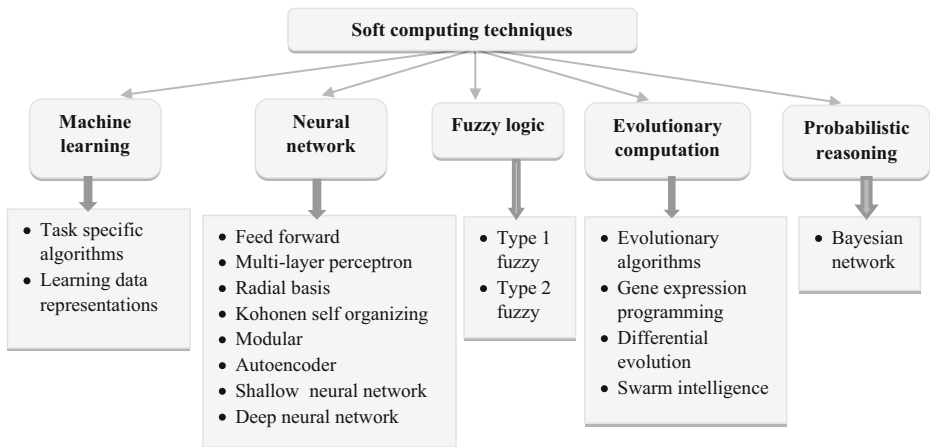 Soft computing techniques
Machine
learning
Neural
network
Fuzzy logic
Evolutionary
computation
Probabilistic
reasoning
• Task specific
algorithms
• Learning data
representations
• Feed forward
• Multi-layer perceptron
• Radial basis
• Kohonen self organizing
• Modular
• Autoencoder
• Shallow neural network
• Deep neural network
• Type 1
fuzzy
• Type 2
fuzzy
• Evolutionary
algorithms
• Gene expression
programming
• Differential
evolution
• Swarm intelligence
• Bayesian
network